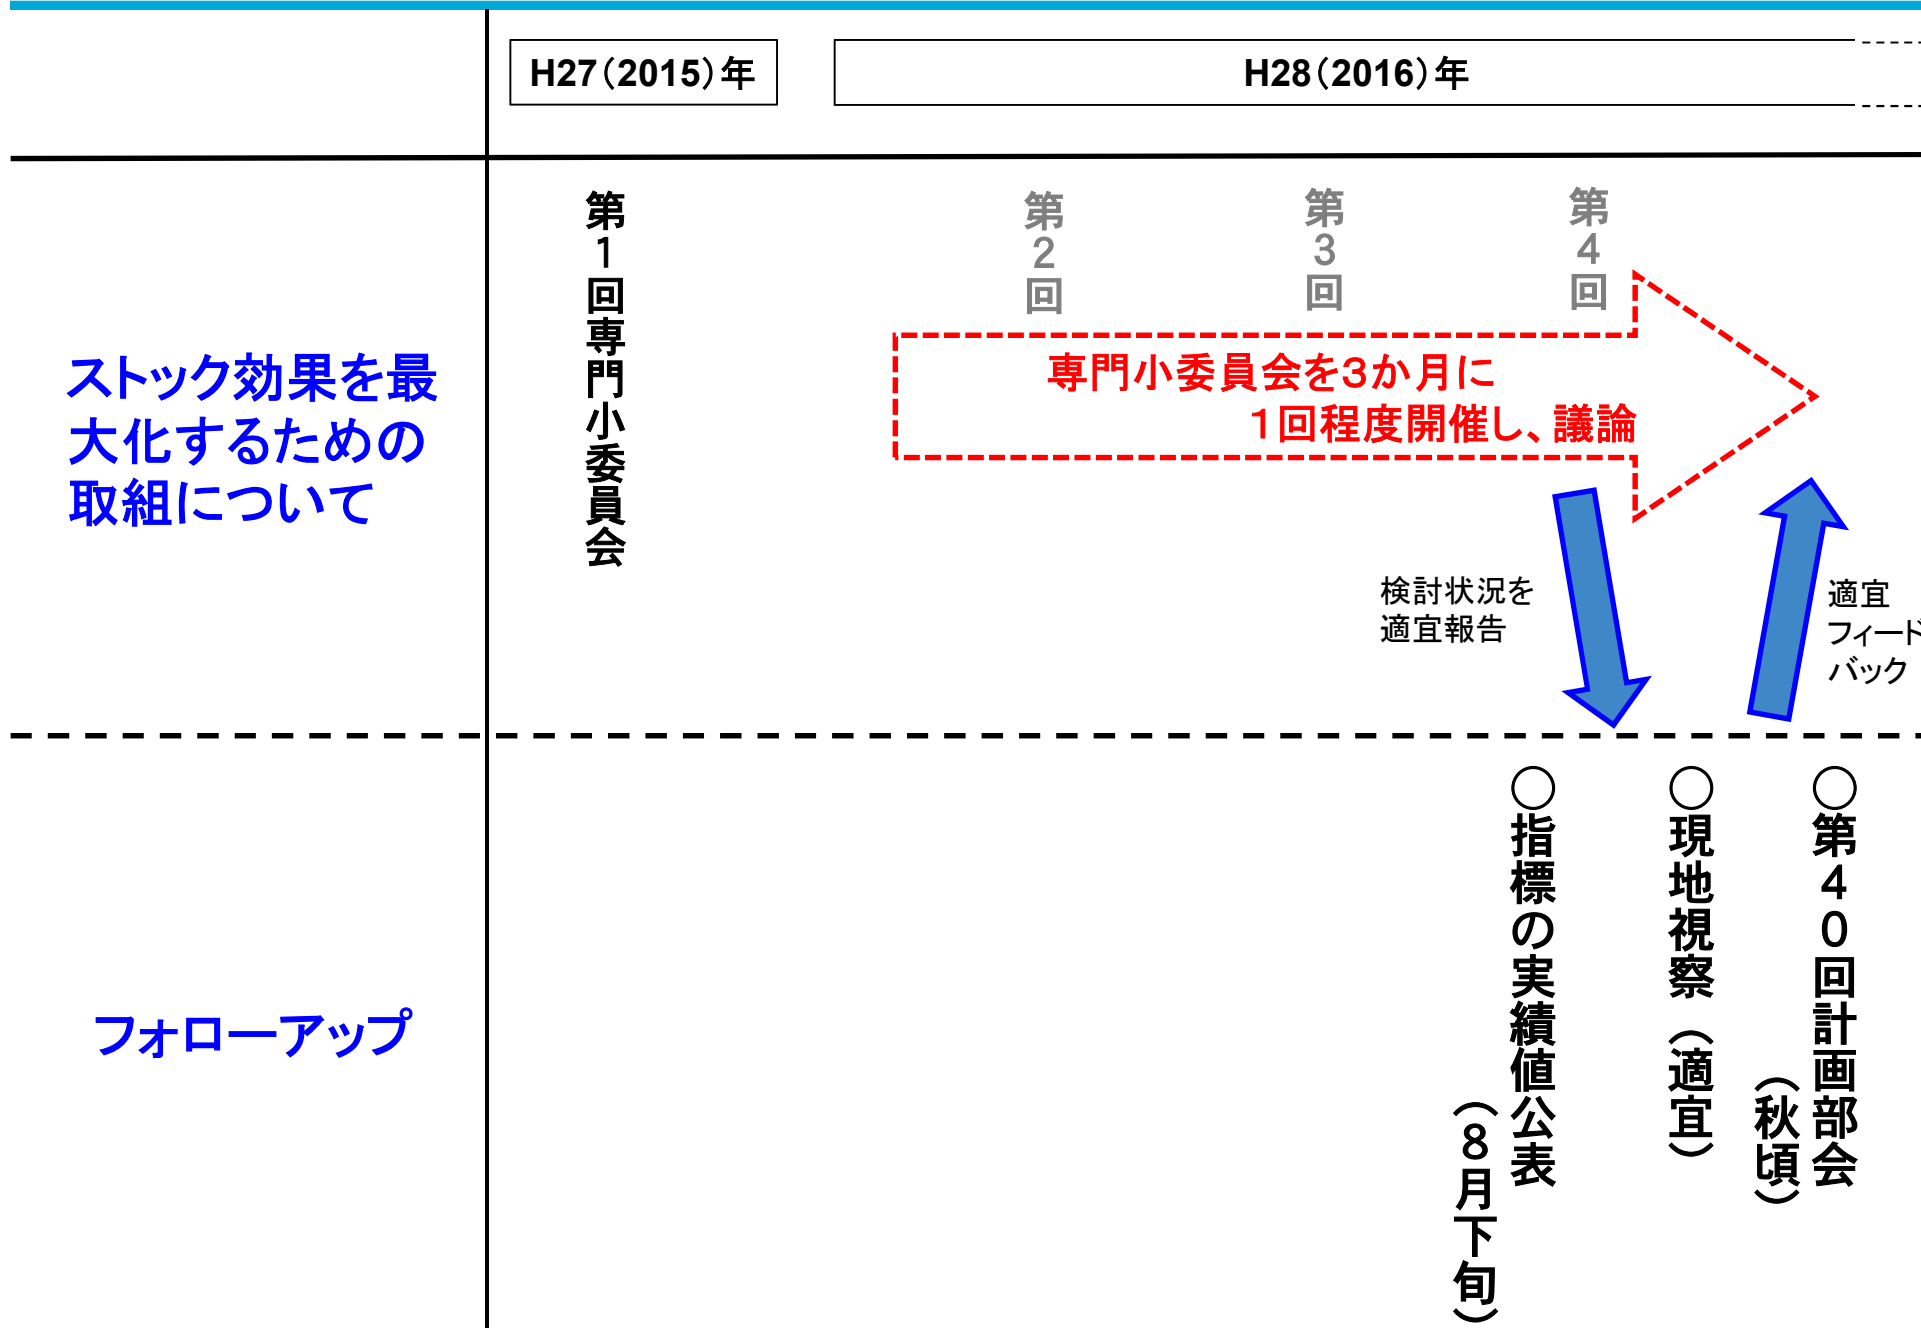 H27(2015)年
H28(2016)年
ストック効果を最
大化するための
取組について
第1回専門小委員会
第2回
第3回
第4回
専門小委員会を3か月に
1回程度開催し、議論
検討状況を
適宜報告
適宜
フィード
バック
フォローアップ
○指標の実績値公表
(8月下旬)
○現地視察(適宜)
○第40回計画部会
(秋頃)